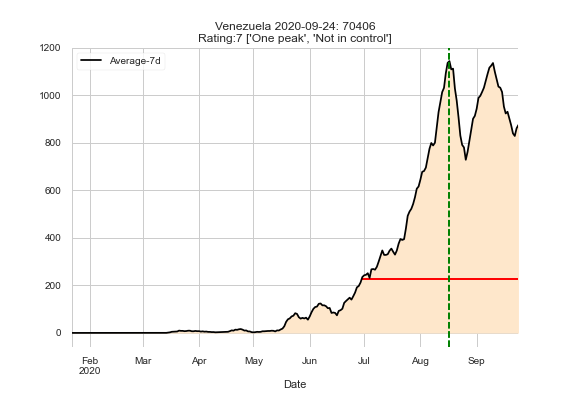 Venezuela 2020-09-24: 70406
Rating:7 ['One peak', 'Not in control']
1200
Average-7d
1000
800
600
400
200
0
Feb Mar Apr May Jun Jul Aug Sep
2020
Date